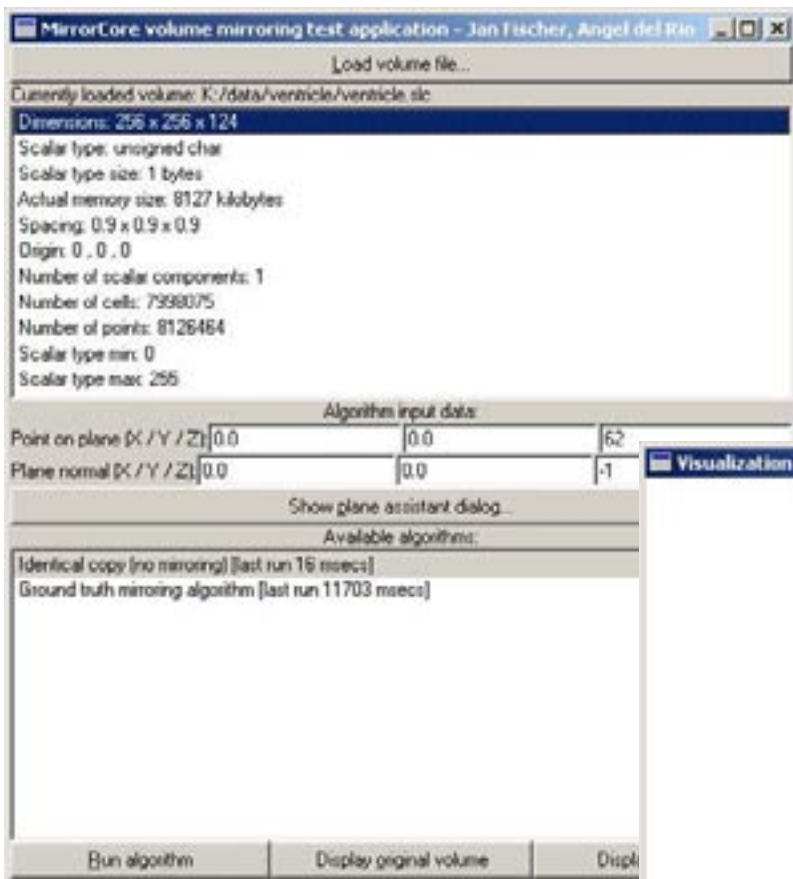 MirrorCore volume mirroring test application - Jan Fischer, Angel del Rin
Load volume file...
Currently loaded volume: K:/data/ventricle/ventricle.slc
Dimensions: 256 x 256 x 124
Scalar type: unsigned char
Scalar type size: 1 bytes
Actual memory size: 8127 kilobytes
Spacing: 0.9 x 0.9 x 0.9
Origin: 0 , 0 , 0
Number of scalar components: 1
Number of cells: 7998075
Number of points: 8126464
Scalar type min: 0
Scalar type max: 255
Algorithm input data:
Point on plane (X / Y / Z): 0.0 0.0 62
Plane normal (X / Y / Z): 0.0 0.0 -1
Visualization
Show plane assistant dialog...
Available algorithms:
Identical copy (no mirroring) [last run 16 msecs]
Ground truth mirroring algorithm [last run 11703 msecs]
Run algorithm Display original volume Displ